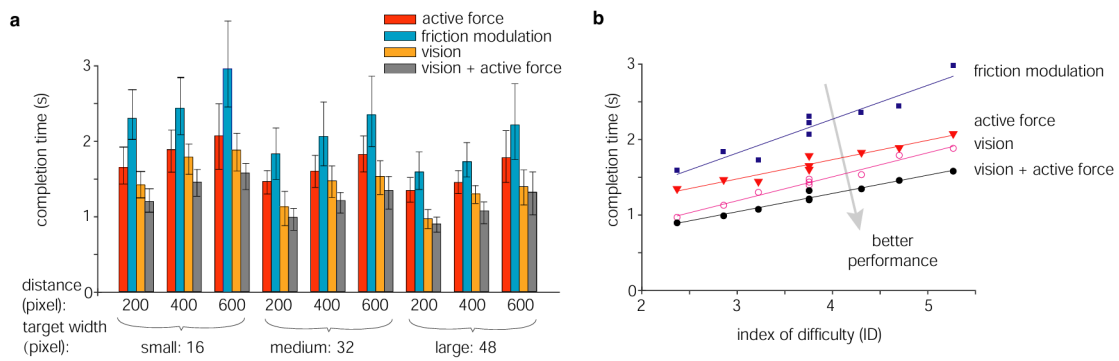 a
active force
friction modulation
vision
vision + active force
completion time (s)
3
2
1
0
distance
(pixel):
200 400 600 200 400 600 200 400 600
target width
(pixel):
small: 16 medium: 32 large: 48
b
completion time (s)
3
2
1
0
friction modulation
active force
vision
vision + active force
better
performance
2 3 4 5
index of difficulty (ID)